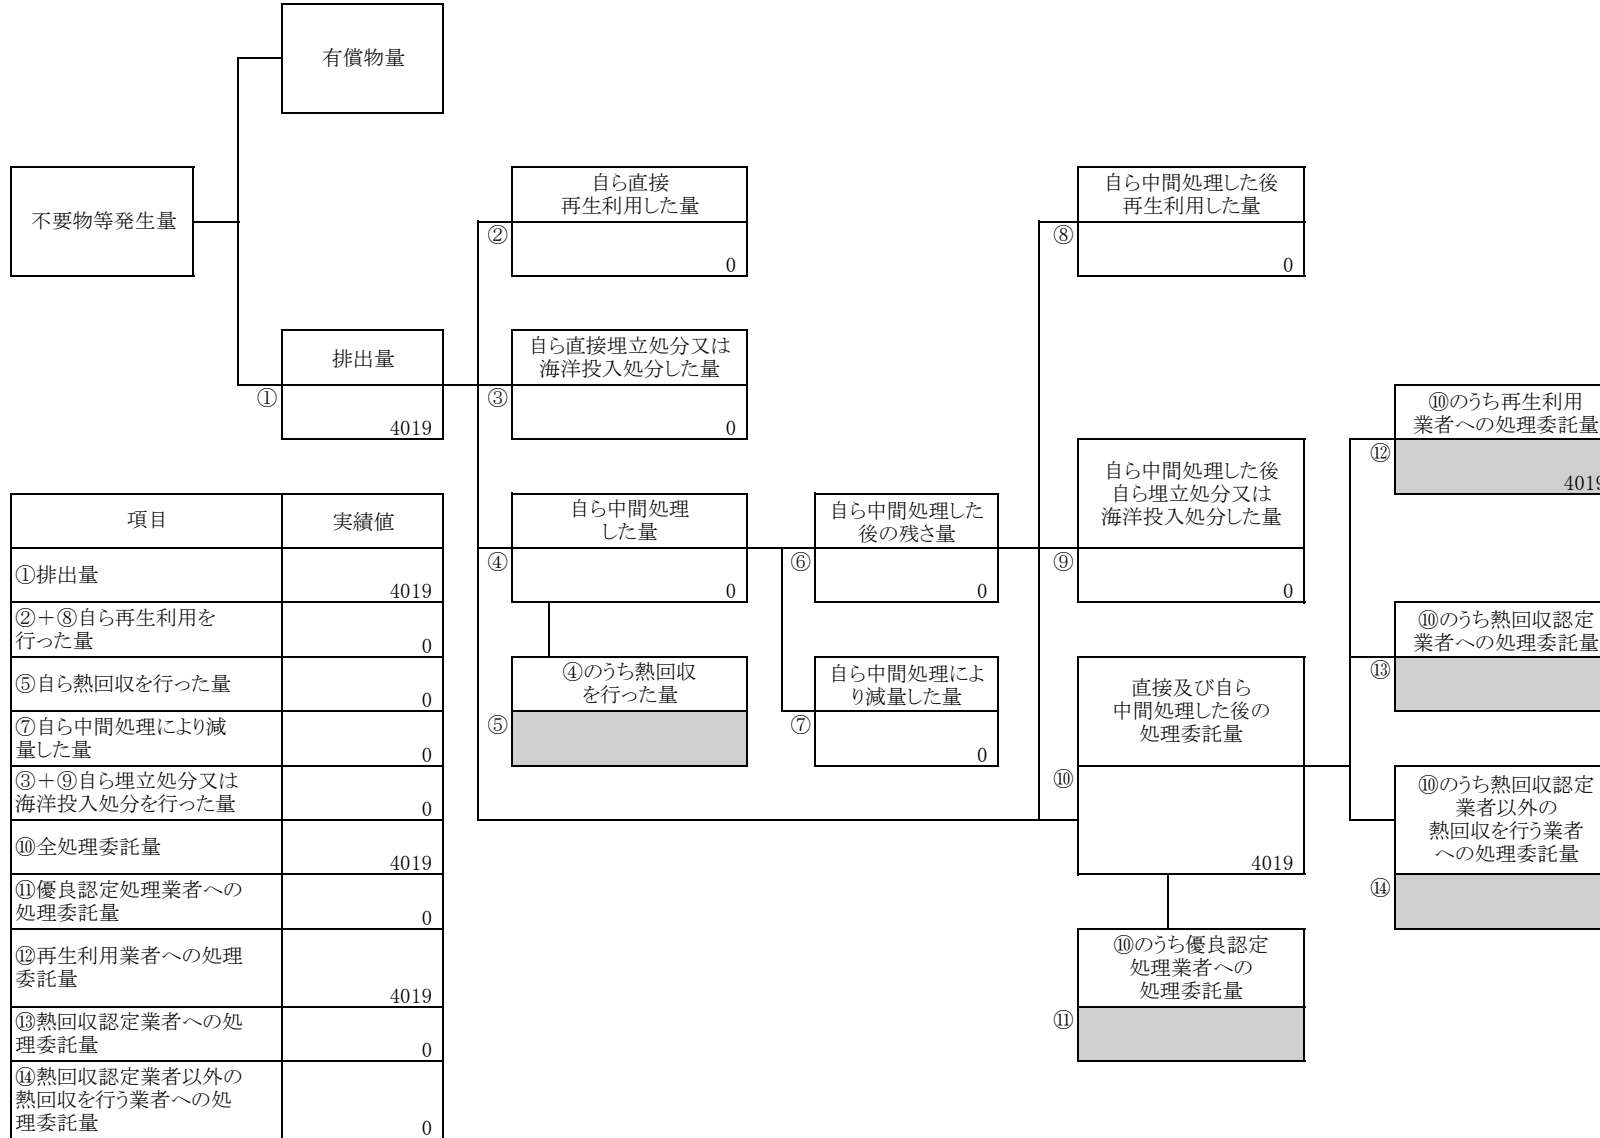 有償物量
不要物等発生量
排出量
①
4019
自ら直接
再生利用した量
②
0
自ら直接埋立処分又は
海洋投入処分した量
③
0
自ら中間処理
した量
④
0
④のうち熱回収
を行った量
⑤
自ら中間処理した
後の残さ量
⑥
0
自ら中間処理によ
り減量した量
⑦
0
自ら中間処理した後
再生利用した量
⑧
0
自ら中間処理した後
自ら埋立処分又は
海洋投入処分した量
⑨
0
直接及び自ら
中間処理した後の
処理委託量
⑩
4019
⑩のうち優良認定
処理業者への
処理委託量
⑪
⑩のうち再生利用
業者への処理委託量
⑫
4019
⑩のうち熱回収認定
業者への処理委託量
⑬
⑩のうち熱回収認定
業者以外の
熱回収を行う業者
への処理委託量
⑭
項目 実績値
①排出量
4019
②+⑧自ら再生利用を
行った量
0
⑤自ら熱回収を行った量
0
⑦自ら中間処理により減
量した量
0
③+⑨自ら埋立処分又は
海洋投入処分を行った量
0
⑩全処理委託量
4019
⑪優良認定処理業者への
処理委託量
0
⑫再生利用業者への処理
委託量
4019
⑬熱回収認定業者への処
理委託量
0
⑭熱回収認定業者以外の
熱回収を行う業者への処
理委託量
0